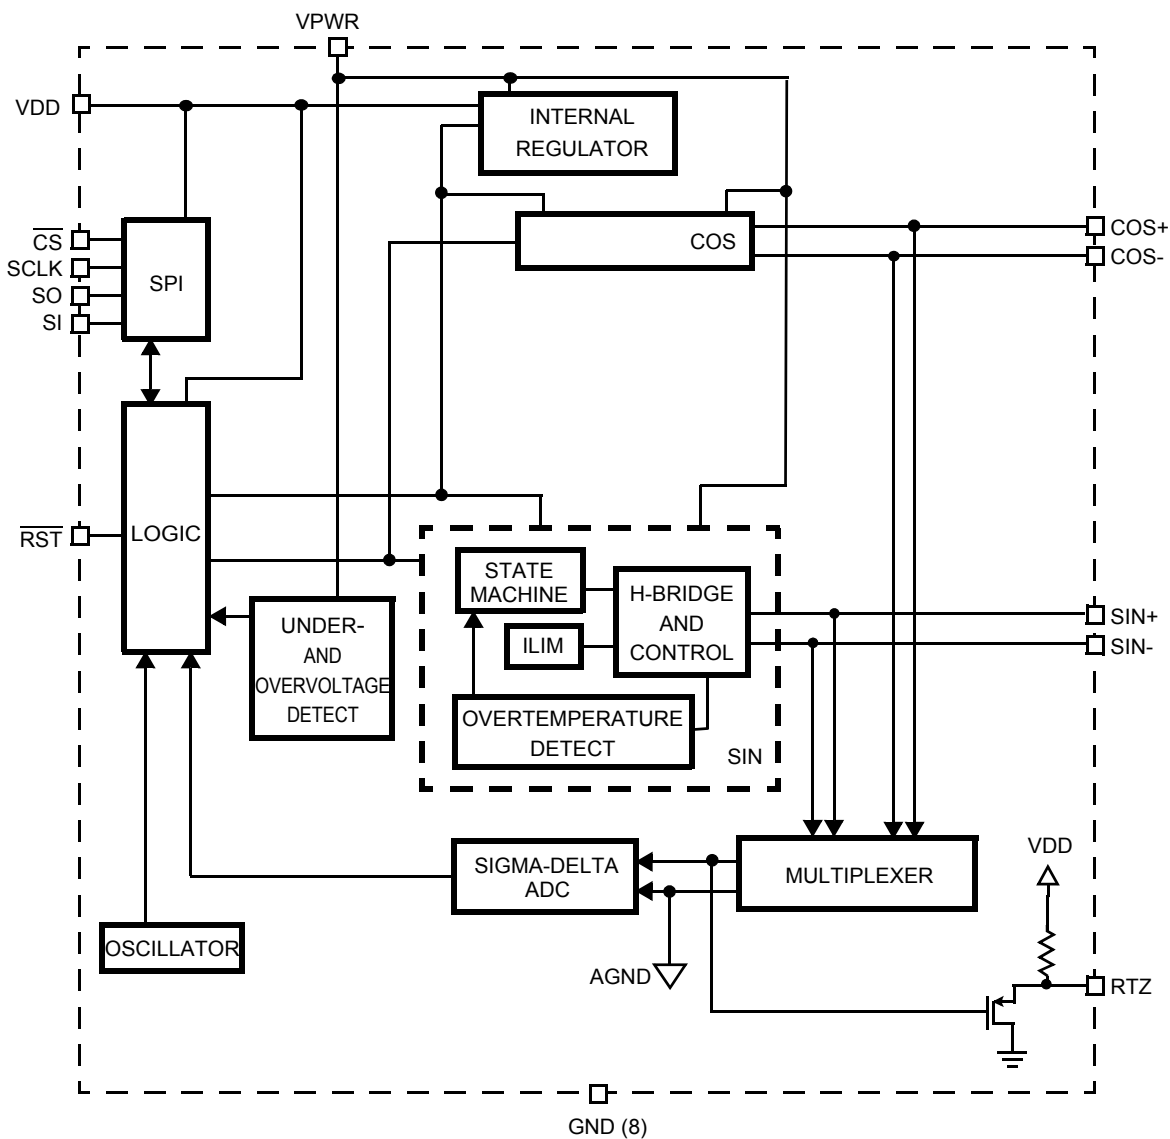 VPWR
VDD
INTERNAL
REGULATOR
CS
SCLK
SO
SI
SPI
COS
COS+
COS-
RST
LOGIC
STATE
MACHINE
ILIM
H-BRIDGE
AND
CONTROL
OVERTEMPERATURE
DETECT
SIN
SIN+
SIN-
UNDER-
AND
OVERVOLTAGE
DETECT
SIGMA-DELTA
ADC
MULTIPLEXER
VDD
OSCILLATOR
AGND
RTZ
GND (8)